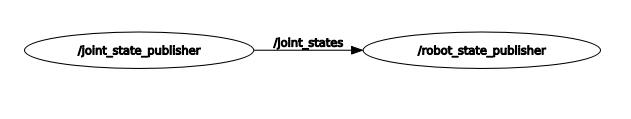 /joint_states
/joint_state_publisher
/robot_state_publisher